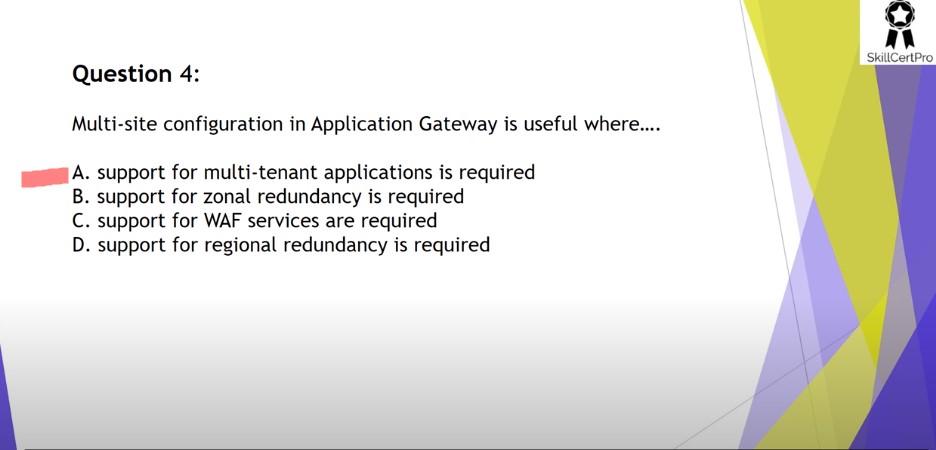 SkillCertPro
Question 4:
Multi-site configuration in Application Gateway is useful where....
A. support for multi-tenant applications is required
B. support for zonal redundancy is required
C. support for WAF services are required
D. support for regional redundancy is required